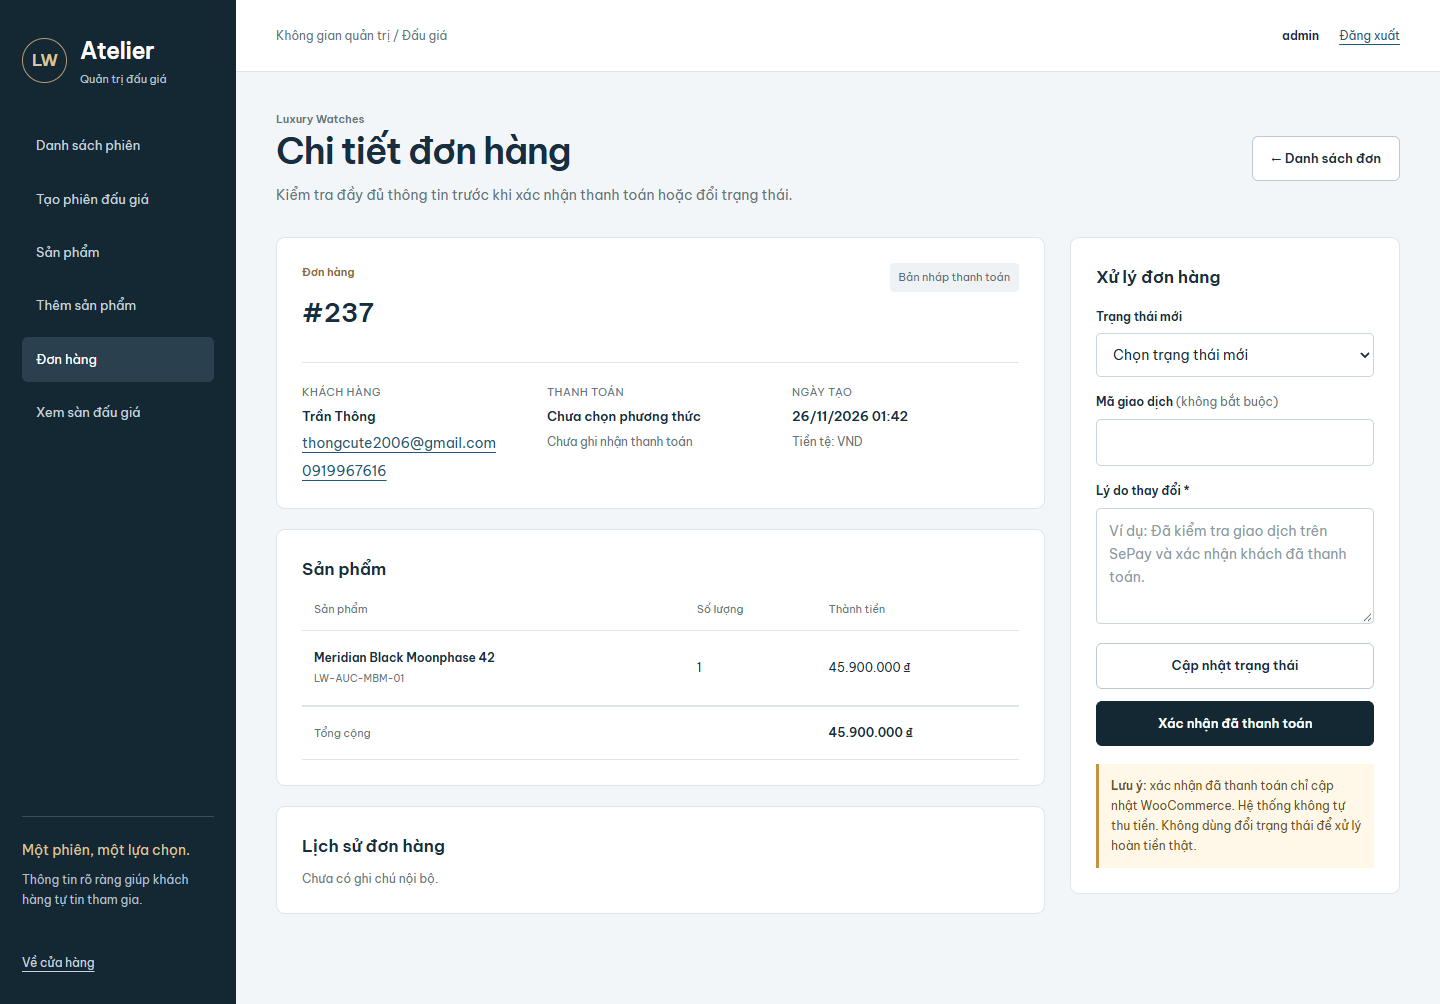 LW
Atelier
Quản trị đấu giá
Danh sách phiên
Tạo phiên đấu giá
Sản phẩm
Thêm sản phẩm
Đơn hàng
Xem sàn đấu giá
Một phiên, một lựa chọn.
Thông tin rõ ràng giúp khách
hàng tự tin tham gia.
Về cửa hàng
Không gian quản trị / Đấu giá
admin
Đăng xuất
Luxury Watches
Chi tiết đơn hàng
Kiểm tra đầy đủ thông tin trước khi xác nhận thanh toán hoặc đổi trạng thái.
← Danh sách đơn
Đơn hàng
Bản nháp thanh toán
#237
KHÁCH HÀNG
Trần Thông
thongcute2006@gmail.com
0919967616
THANH TOÁN
Chưa chọn phương thức
Chưa ghi nhận thanh toán
NGÀY TẠO
26/11/2026 01:42
Tiền tệ: VND
Sản phẩm
Sản phẩm Số lượng Thành tiền
Meridian Black Moonphase 42
LW-AUC-MBM-01
1
45.900.000 ₫
Tổng cộng 45.900.000 ₫
Lịch sử đơn hàng
Chưa có ghi chú nội bộ.
Xử lý đơn hàng
Trạng thái mới
Chọn trạng thái mới
Mã giao dịch (không bắt buộc)
Lý do thay đổi *
Ví dụ: Đã kiểm tra giao dịch trên
SePay và xác nhận khách đã thanh
toán.
Cập nhật trạng thái
Xác nhận đã thanh toán
Lưu ý: xác nhận đã thanh toán chỉ cập
nhật WooCommerce. Hệ thống không tự
thu tiền. Không dùng đổi trạng thái để xử lý
hoàn tiền thật.